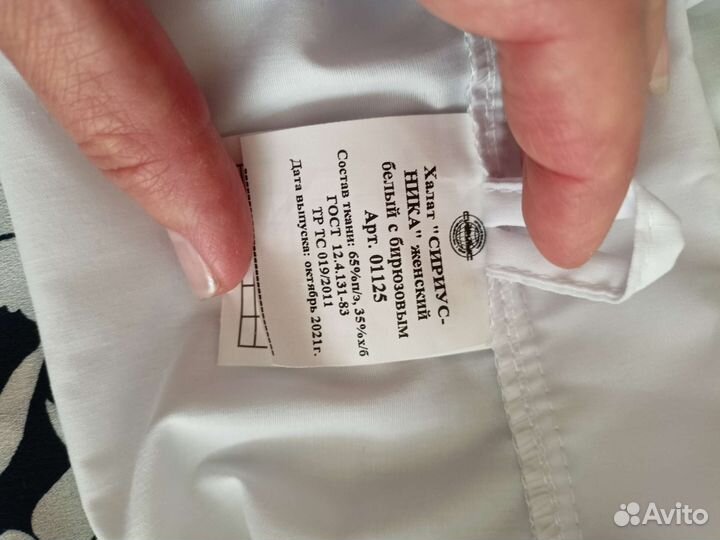 Халат "СИРИУС-
НИКА" женский
белый с бирюзовым
Арт. 01125
Состав ткани: 65%п/э, 35%х/б
ГОСТ 12.4.131-83
ТР ТС 019/2011
Дата выпуска: октябрь 2021г.
Avito